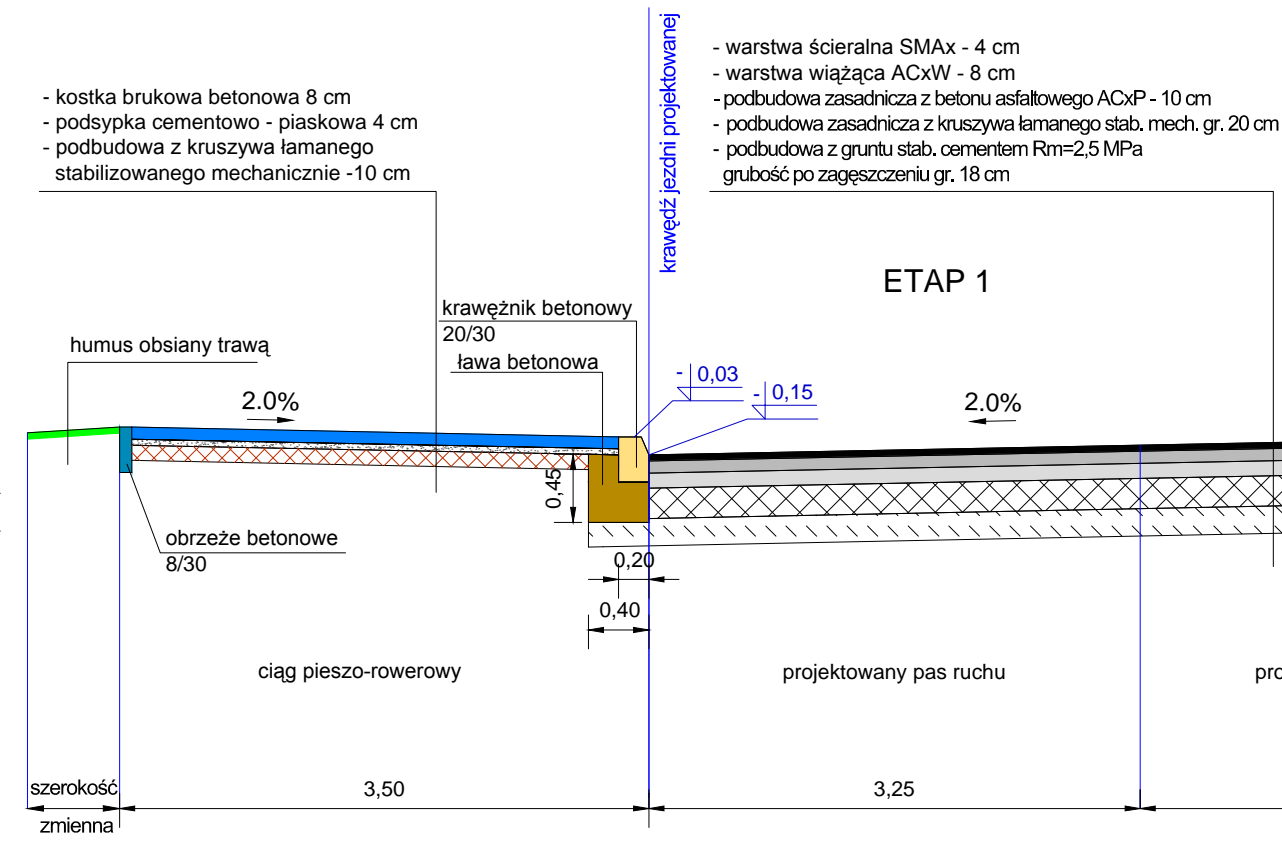 - kostka brukowa betonowa 8 cm
- podsypka cementowo - piaskowa 4 cm
- podbudowa z kruszywa łamanego
stabilizowanego mechanicznie -10 cm
krawędź jezdni projektowanej
- warstwa ścieralna SMAx - 4 cm
- warstwa wiążąca ACxW - 8 cm
- podbudowa zasadnicza z betonu asfaltowego ACxP - 10 cm
- podbudowa zasadnicza z kruszywa łamanego stab. mech. gr. 20 cm
- podbudowa z gruntu stab. cementem Rm=2,5 MPa
grubość po zagęszczeniu gr. 18 cm
ETAP 1
krawężnik betonowy
20/30
humus obsiany trawą
ława betonowa
- 0,03
- 0,15
2.0%
2.0%
0,45
obrzeże betonowe
8/30
0,20
0,40
ciąg pieszo-rowerowy
projektowany pas ruchu
pro
szerokość
zmienna
3,50
3,25